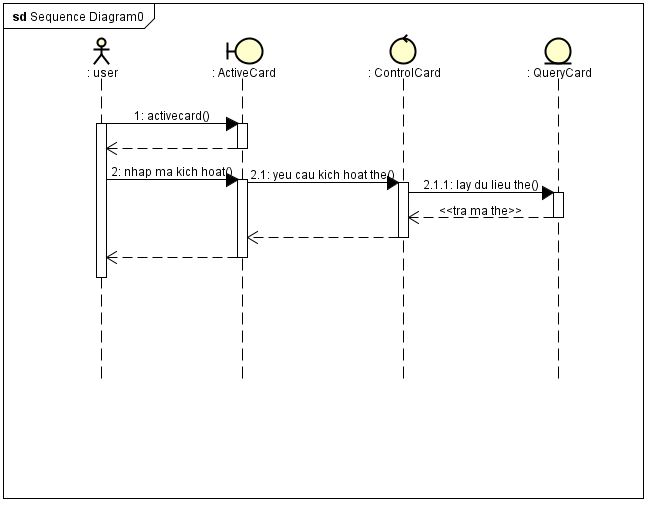 sd Sequence Diagram0
: user
: ActiveCard
: ControlCard
: QueryCard
1: activecard()
2: nhap ma kich hoat()
2.1: yeu cau kich hoat the()
2.1.1: lay du lieu the()
<<tra ma the>>